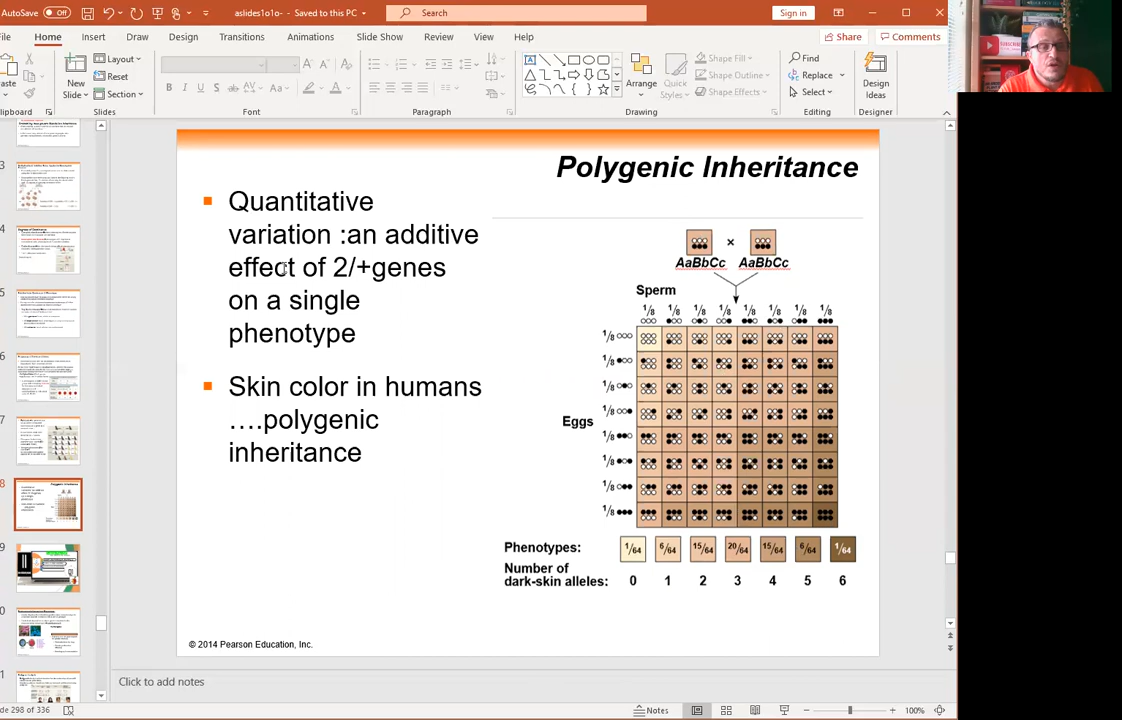 AutoSave Off aslides1o1o- - Saved to this PC Search Sign in
File Home Insert Draw Design Transitions Animations Slide Show Review View Help Share Comments
Paste New Slide Layout Reset Section Shape Fill Shape Outline Shape Effects Arrange Quick Styles Find Replace Select Design Ideas
Clipboard Slides Font Paragraph Drawing Editing Designer
Polygenic Inheritance
Quantitative
variation :an additive
effect of 2/+genes
on a single
phenotype
Skin color in humans
….polygenic
inheritance
×
AaBbCc AaBbCc
Sperm
1/8 1/8 1/8 1/8 1/8 1/8 1/8 1/8
1/8
1/8
1/8
1/8
Eggs
1/8
1/8
1/8
1/8
Phenotypes: 1/64 6/64 15/64 20/64 15/64 6/64 1/64
Number of
dark-skin alleles: 0 1 2 3 4 5 6
© 2014 Pearson Education, Inc.
Click to add notes
de 298 of 336 Notes 100%